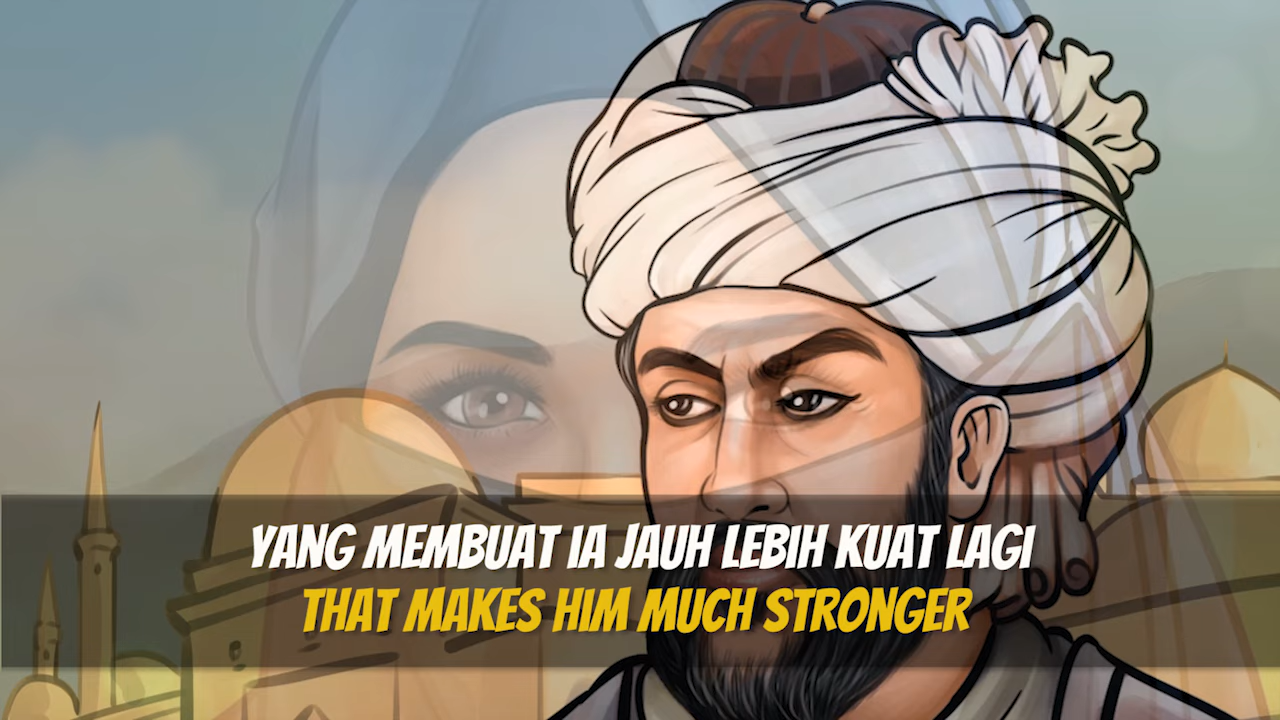 YANG MEMBUAT IA JAUH LEBIH KUAT LAGI
THAT MAKES HIM MUCH STRONGER